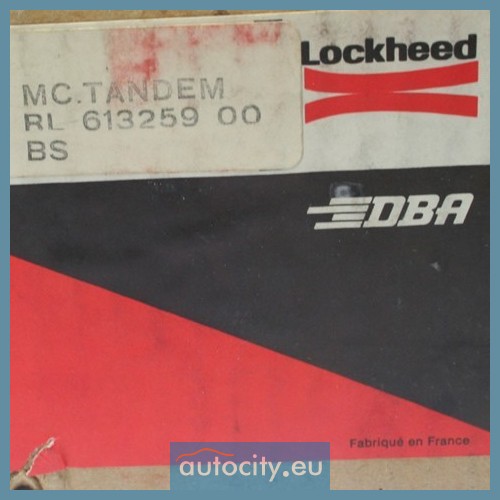 MC.TANDEM
RL 613259 00
BS
Lockheed
DBA
Fabriqué en France
autocity.eu